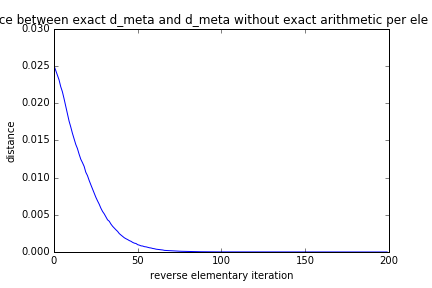 ce between exact d_meta and d_meta without exact arithmetic per ele
0.030
0.025
0.020
0.015
0.010
0.005
0.000
distance
0 50 100 150 200
reverse elementary iteration